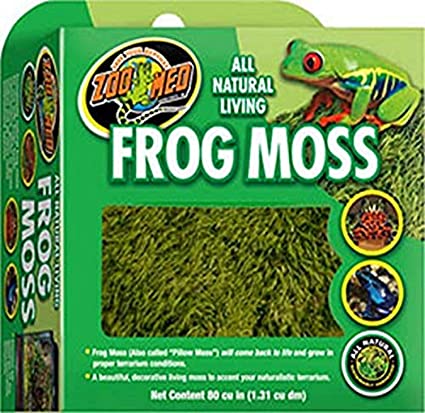 ZOO MED
ALL
NATURAL
LIVING
FROG MOSS
• Frog Moss (Also called "Pillow Moss") will come back to life and grow in
proper terrarium conditions.
• A beautiful, decorative living moss to accent your naturalistic terrarium.
Net Content 80 cu in (1.31 cu dm)
ALL NATURAL
ZOO MED
ALL NATURAL LIVING
FROG MOSS